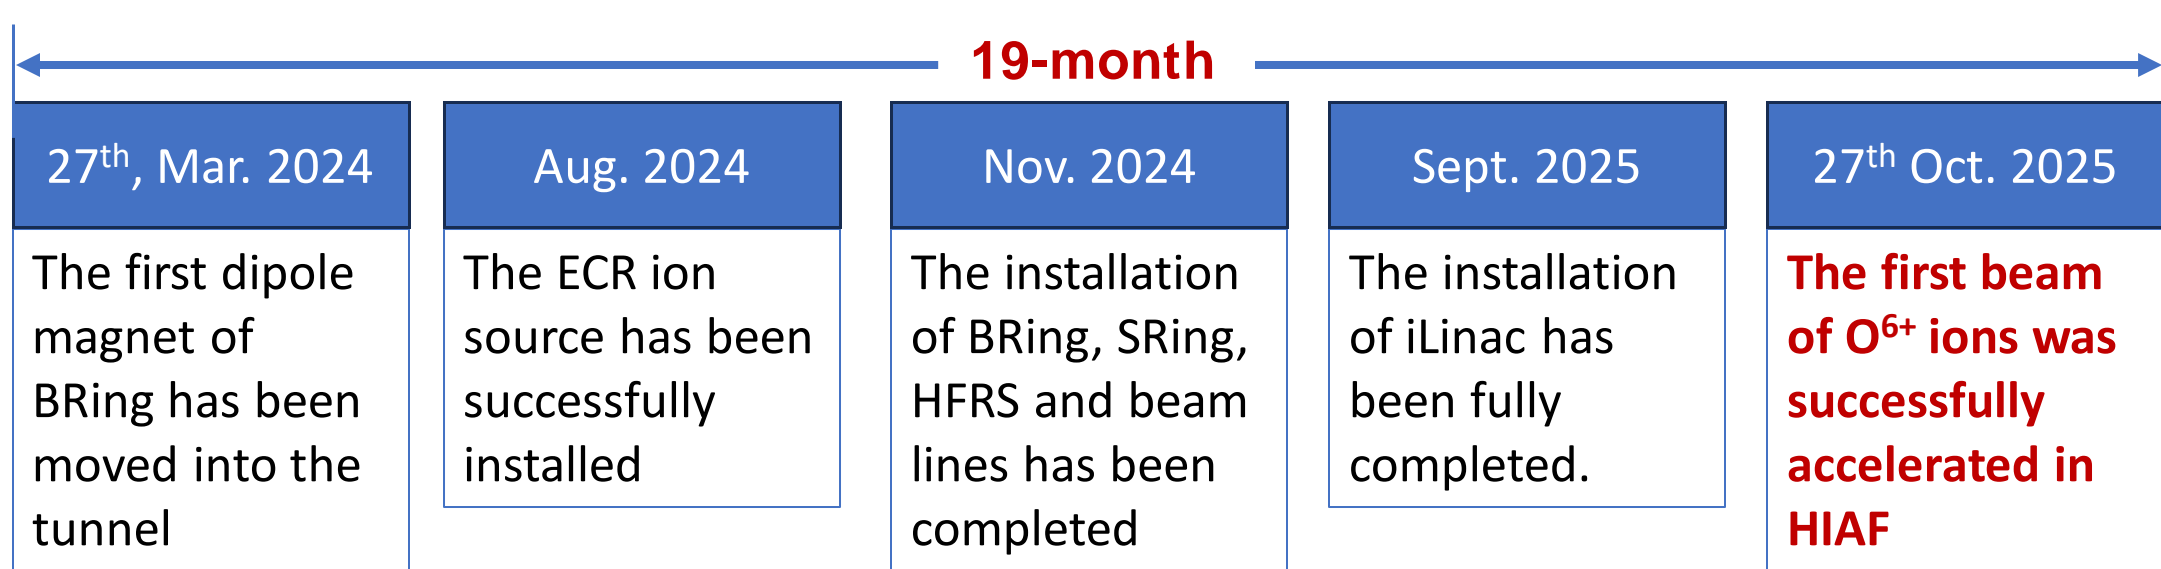 19-month
27th, Mar. 2024
The first dipole
magnet of
BRing has been
moved into the
tunnel
Aug. 2024
The ECR ion
source has been
successfully
installed
Nov. 2024
The installation
of BRing, SRing,
HFRS and beam
lines has been
completed
Sept. 2025
The installation
of iLinac has
been fully
completed.
27th Oct. 2025
The first beam
of O6+ ions was
successfully
accelerated in
HIAF